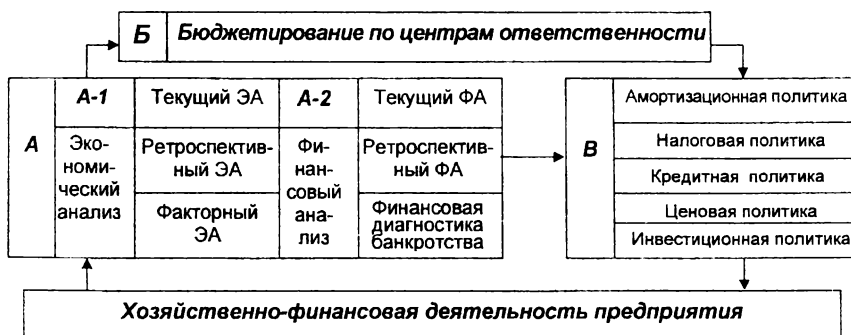 Б Бюджетирование по центрам ответственности
А
А-1
Эко-
номи-
ческий
анализ
Текущий ЭА
Ретроспектив-
ный ЭА
Факторный
ЭА
А-2
Фи-
нан-
совый
ана-
лиз
Текущий ФА
Ретроспектив-
ный ФА
Финансовая
диагностика
банкротства
В
Амортизационная политика
Налоговая политика
Кредитная политика
Ценовая политика
Инвестиционная политика
Хозяйственно-финансовая деятельность предприятия